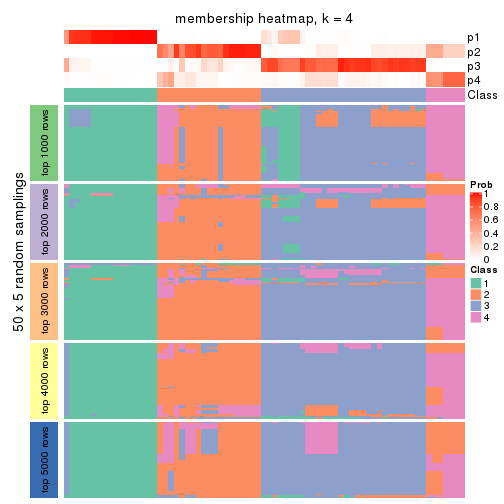 membership heatmap, k = 4
p1
p2
p3
p4
Class
50 x 5 random samplings
top 1000 rows
top 2000 rows
top 3000 rows
top 4000 rows
top 5000 rows
Prob
1
0.8
0.6
0.4
0.2
0
Class
1
2
3
4